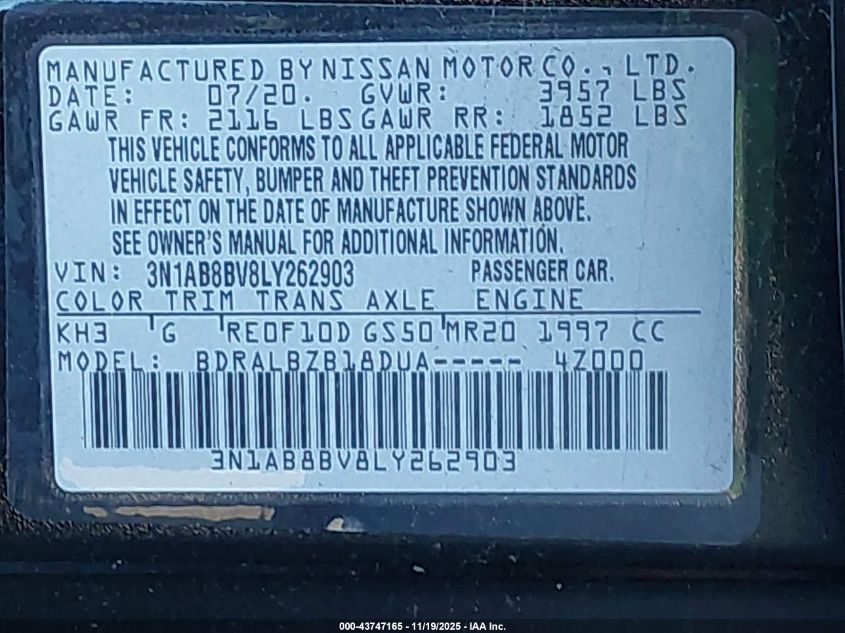 MANUFACTURED BY NISSAN MOTOR CO., LTD.
DATE: 07/20. GVWR: 3957 LBS
GAWR FR: 2116 LBS GAWR RR: 1852 LBS
THIS VEHICLE CONFORMS TO ALL APPLICABLE FEDERAL MOTOR
VEHICLE SAFETY, BUMPER AND THEFT PREVENTION STANDARDS
IN EFFECT ON THE DATE OF MANUFACTURE SHOWN ABOVE.
SEE OWNER'S MANUAL FOR ADDITIONAL INFORMATION.
VIN: 3N1AB8BV8LY262903 PASSENGER CAR.
COLOR TRIM TRANS AXLE ENGINE
KH3 G RE0F10D GS50 MR20 1997 CC
MODEL: BDRALBZB18DUA----- 4Z000
3N1AB8BV8LY262903
000-43747165 - 11/19/2025 - IAA Inc.